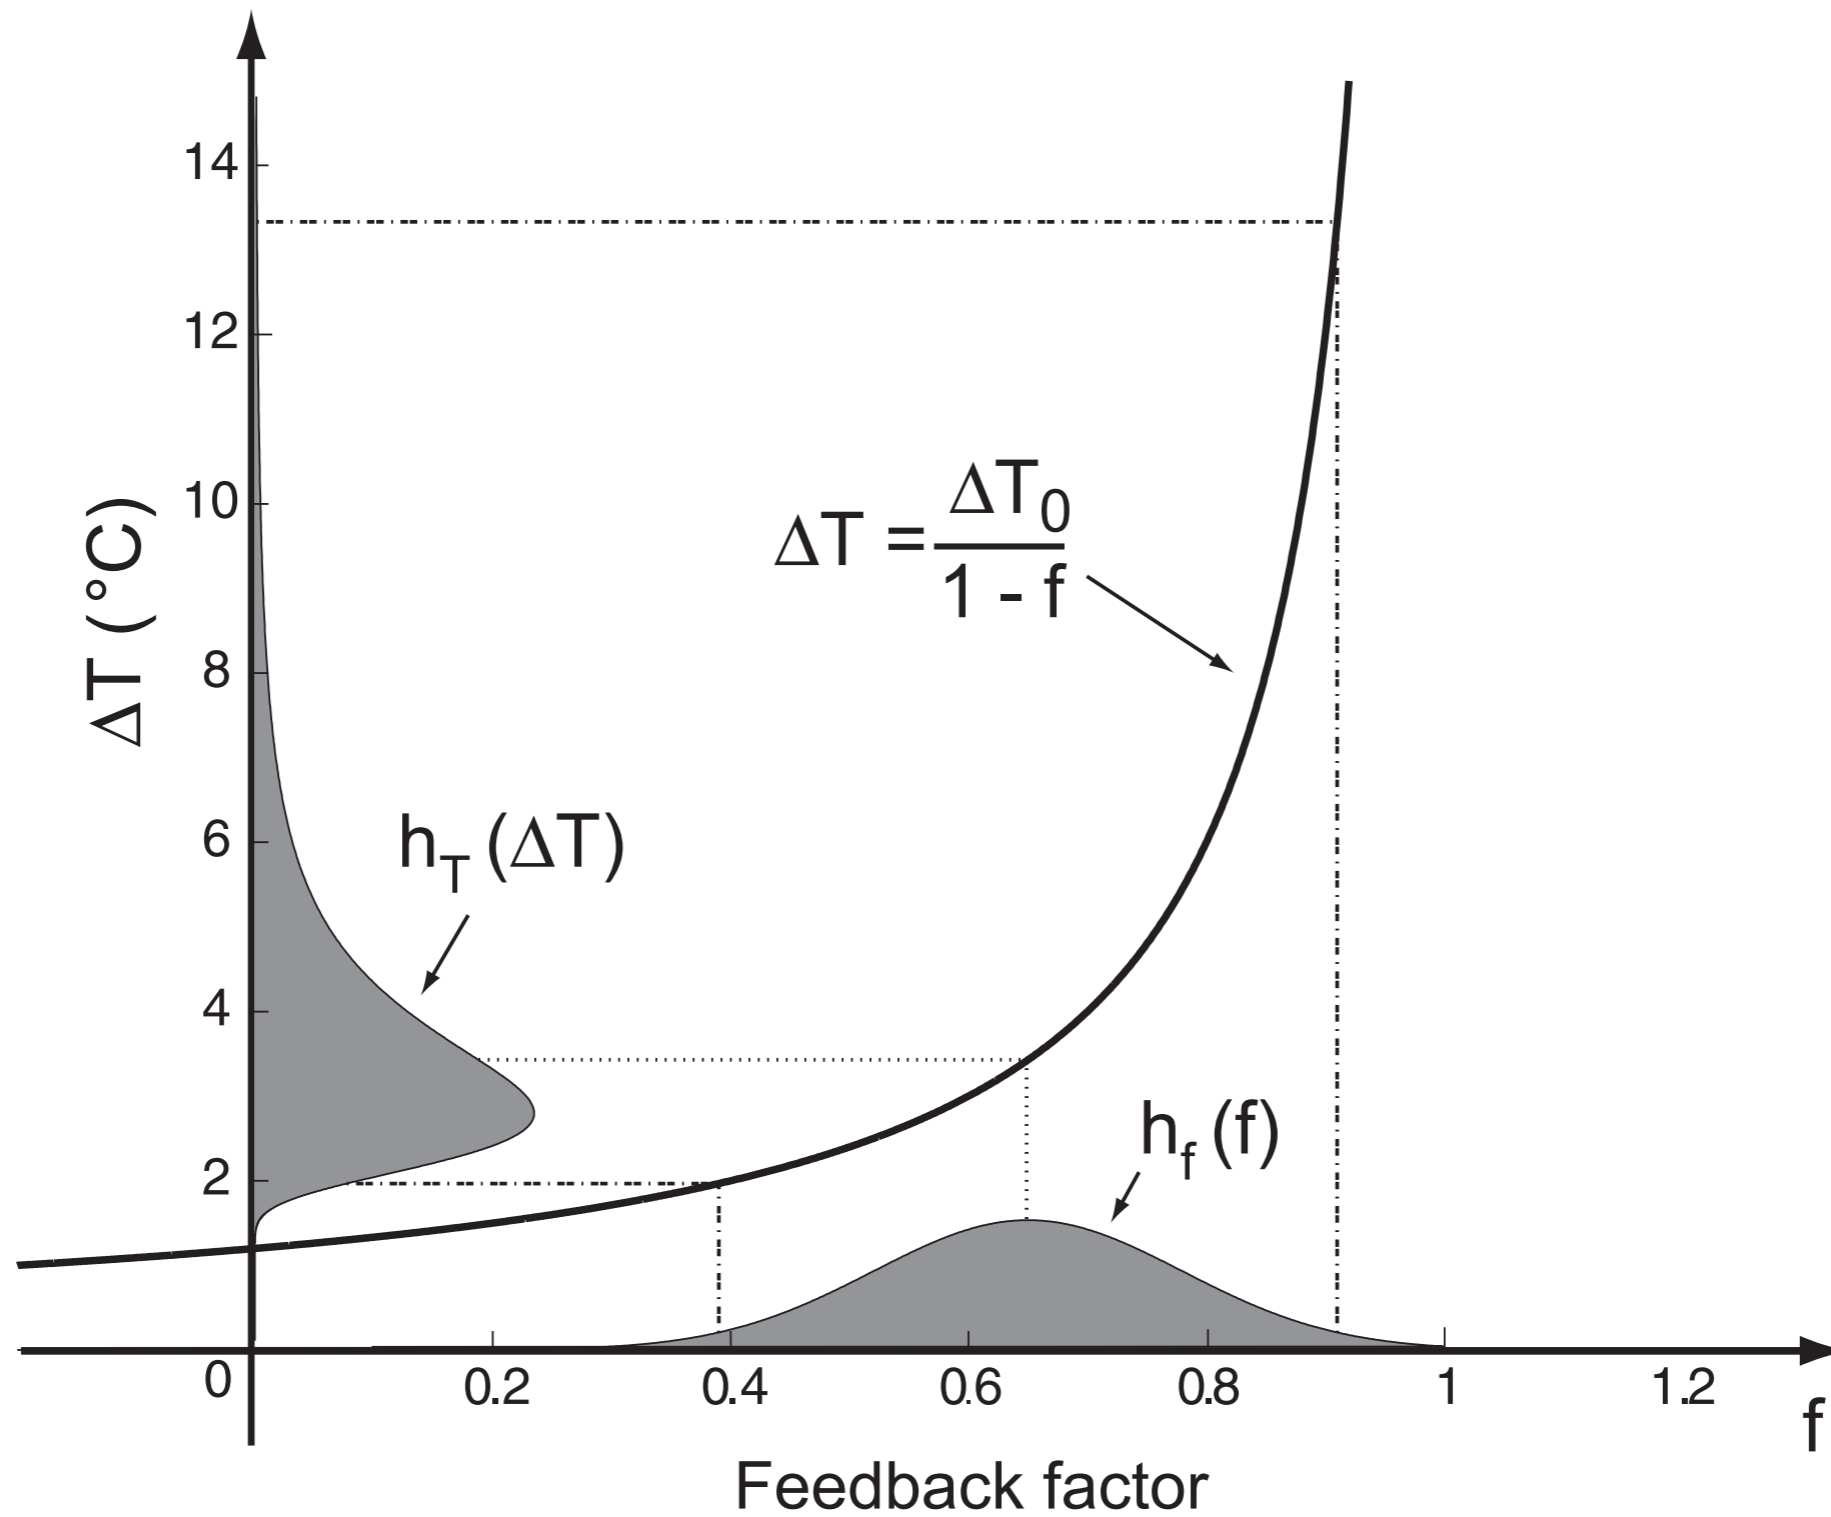 14
12
10
8
6
4
2
0
ΔT (°C)
ΔT = ΔT0
1 - f
hT (ΔT)
hf (f)
0.2
0.4
0.6
0.8
1
1.2
f
Feedback factor